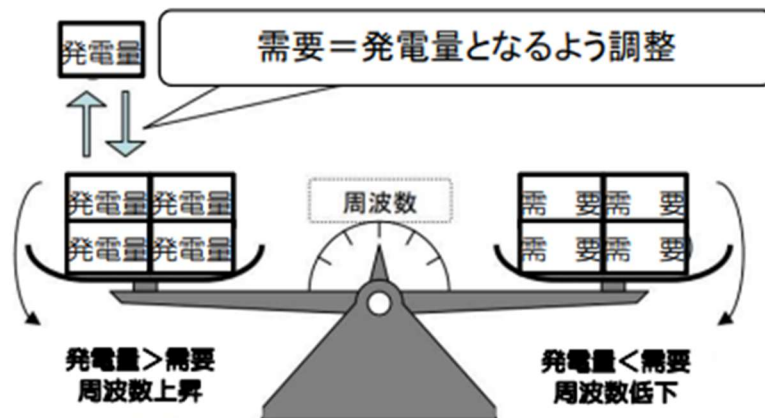 需要＝発電量となるよう調整
発電量
発電量 発電量
発電量 発電量
周波数
需 要 需 要
需 要 需 要
発電量＞需要
周波数上昇
発電量＜需要
周波数低下